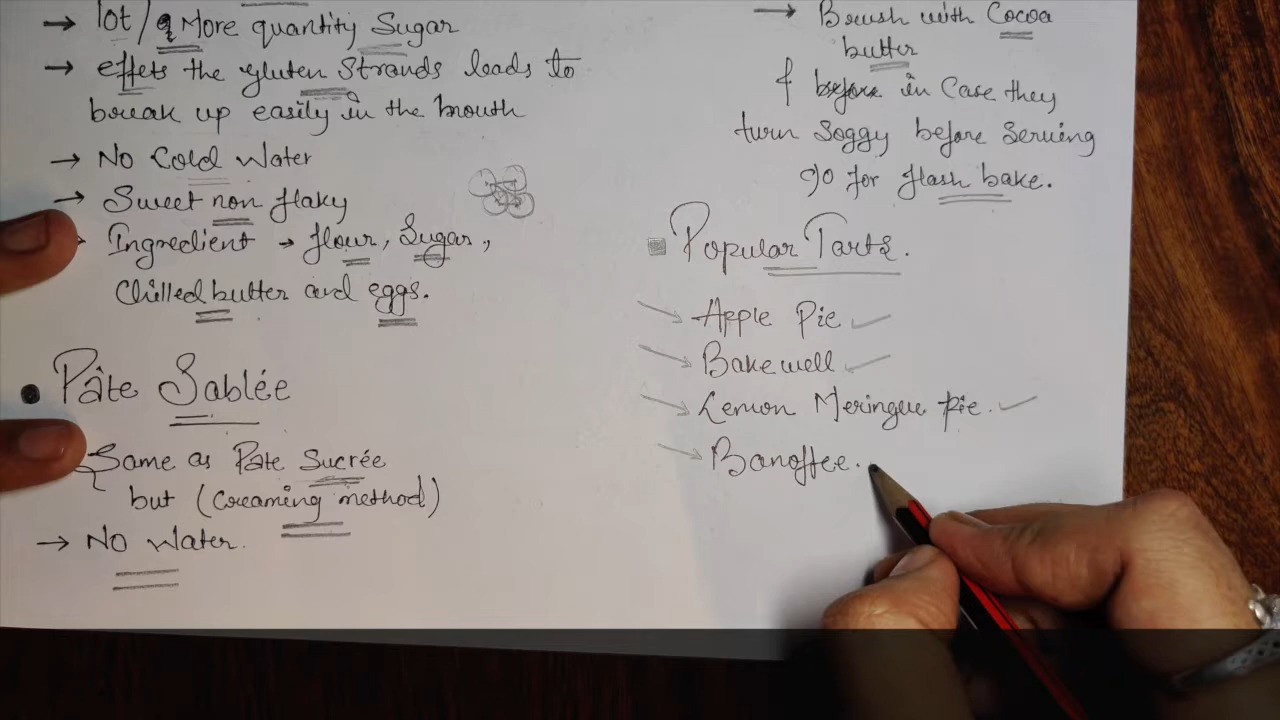 → lot / More quantity Sugar
→ effets the gluten Strands leads to
break up easily in the mouth
→ No Cold Water
→ Sweet non flaky
Ingredient → flour, Sugar,
Chilled butter and eggs.
• Pâte Sablée
Same as Pâte Sucrée
but (Creaming method)
→ No Water.
→ Brush with Cocoa
butter
before in Case they
turn Soggy before Serving
go for flash bake.
Popular Tarts.
→ Apple Pie
→ Bakewell
→ Lemon Meringue Pie.
→ Banoffee.